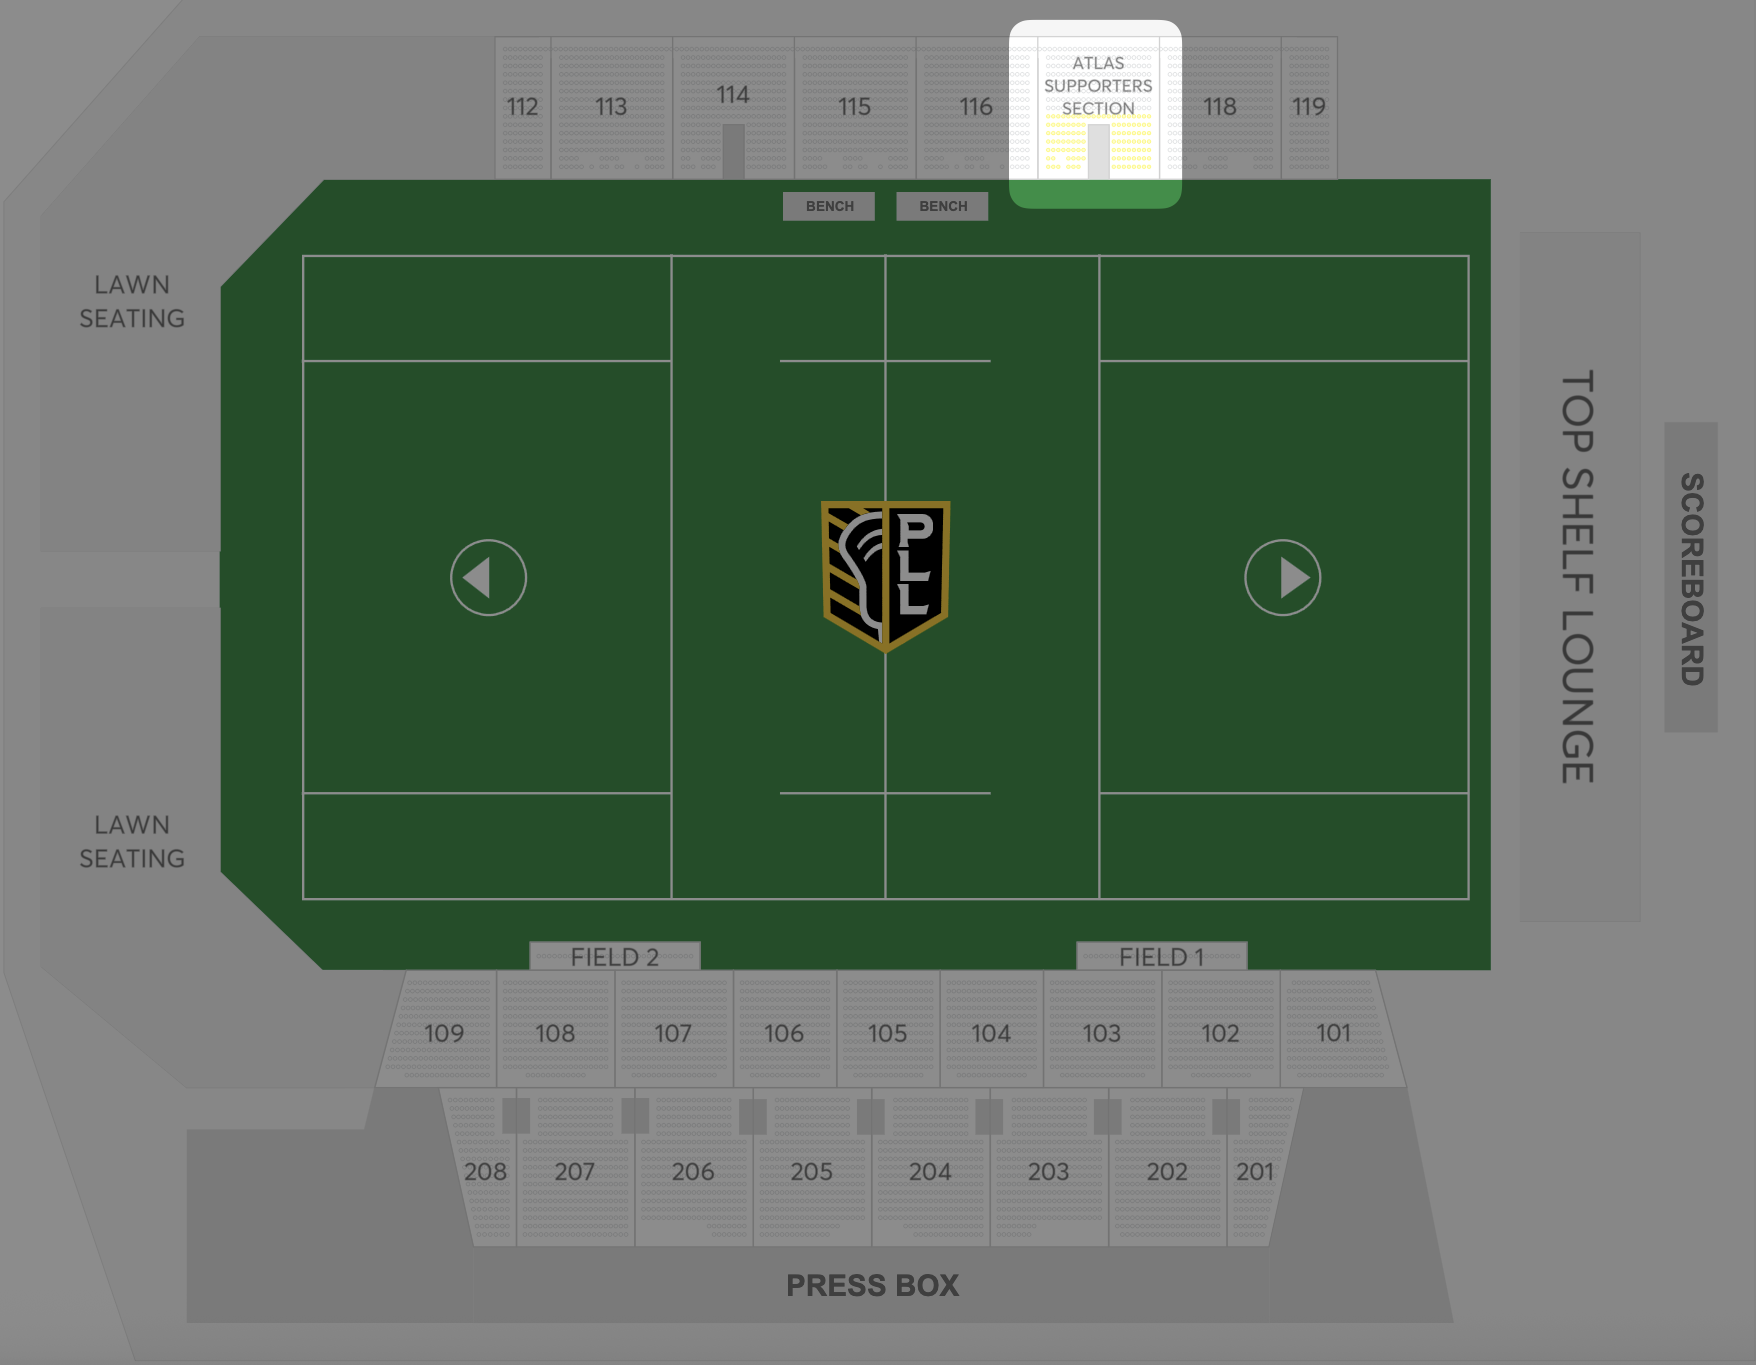 112
113
114
115
116
ATLAS
SUPPORTERS
SECTION
118
119
BENCH
BENCH
LAWN
SEATING
PLL
TOP SHELF LOUNGE
SCOREBOARD
LAWN
SEATING
FIELD 2
FIELD 1
109
108
107
106
105
104
103
102
101
208
207
206
205
204
203
202
201
PRESS BOX